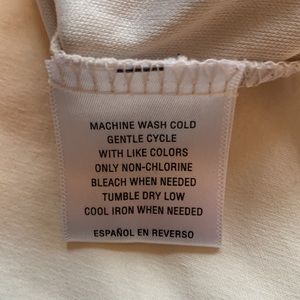 MACHINE WASH COLD
GENTLE CYCLE
WITH LIKE COLORS
ONLY NON-CHLORINE
BLEACH WHEN NEEDED
TUMBLE DRY LOW
COOL IRON WHEN NEEDED
ESPAÑOL EN REVERSO